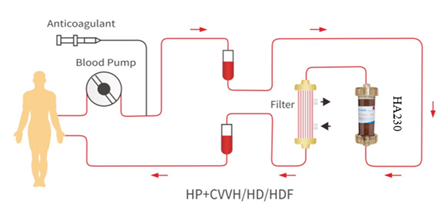 Anticoagulant
Blood Pump
Filter
HA230
HP+CVVH/HD/HDF